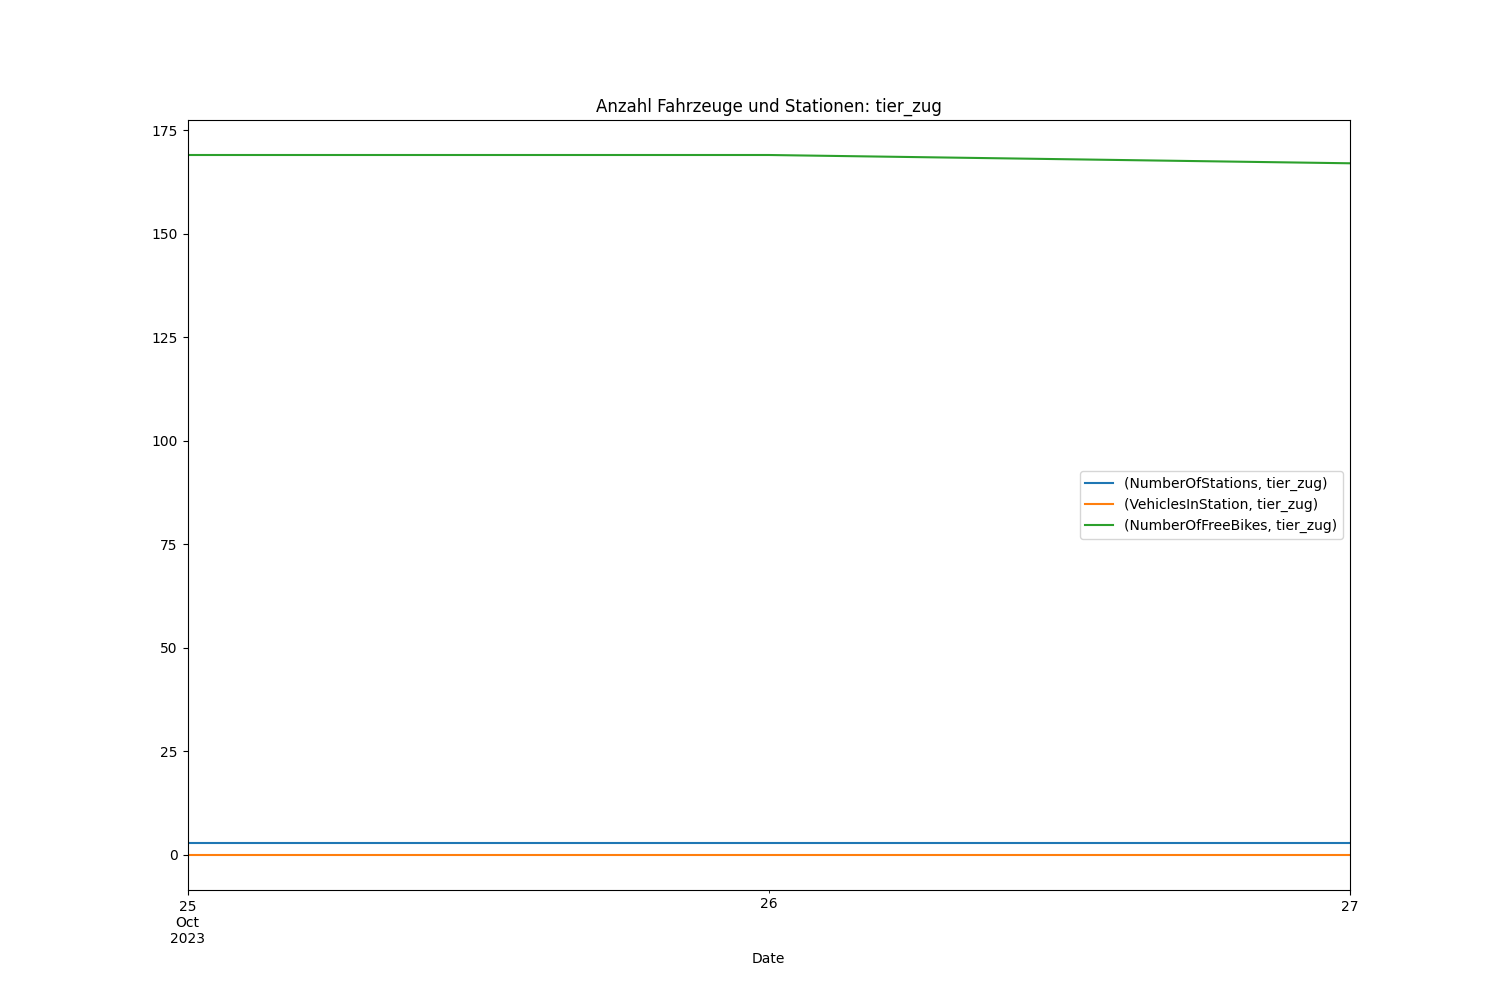 Anzahl Fahrzeuge und Stationen: tier_zug
175
150
125
100
75
50
25
0
(NumberOfStations, tier_zug)
(VehiclesInStation, tier_zug)
(NumberOfFreeBikes, tier_zug)
25
Oct
2023
26
27
Date